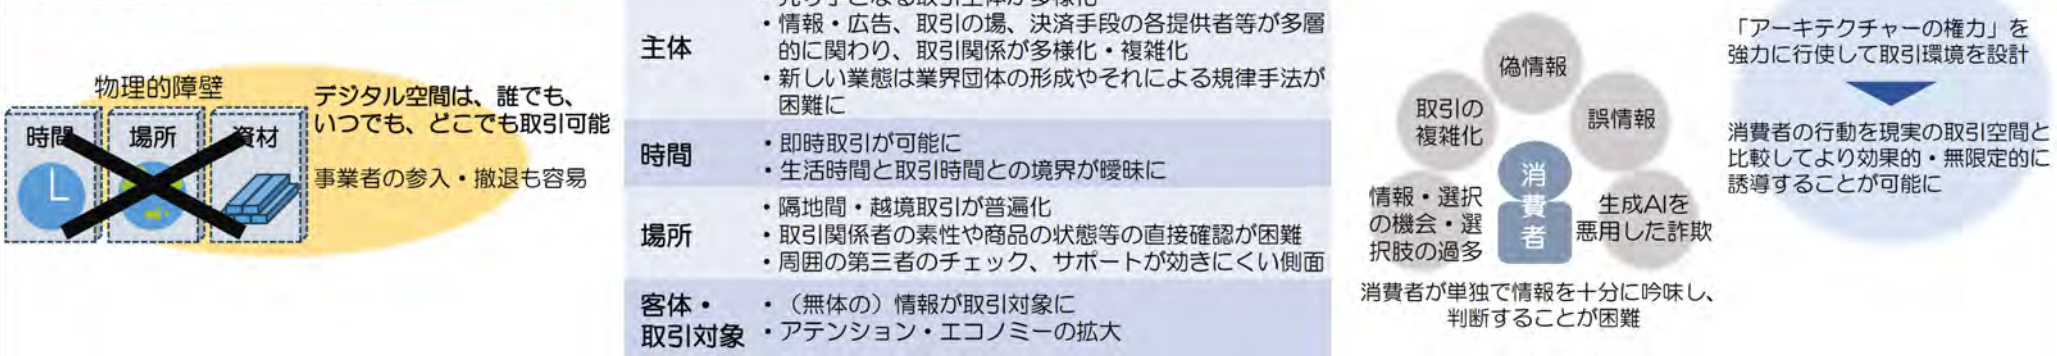 物理的障壁
時間
場所
資材
デジタル空間は、誰でも、
いつでも、どこでも取引可能
事業者の参入・撤退も容易
主体
・情報・広告、取引の場、決済手段の各提供者等が多層
的に関わり、取引関係が多様化・複雑化
・新しい業態は業界団体の形成やそれによる規律手法が
困難に
時間
・即時取引が可能に
・生活時間と取引時間との境界が曖昧に
場所
・隔地間・越境取引が普遍化
・取引関係者の素性や商品の状態等の直接確認が困難
・周囲の第三者のチェック、サポートが効きにくい側面
客体・
取引対象
・（無体の）情報が取引対象に
・アテンション・エコノミーの拡大
偽情報
取引の
複雑化
誤情報
消費者
情報・選択
の機会・選
択肢の過多
生成AIを
悪用した詐欺
消費者が単独で情報を十分に吟味し、
判断することが困難
「アーキテクチャーの権力」を
強力に行使して取引環境を設計
消費者の行動を現実の取引空間と
比較してより効果的・無限定的に
誘導することが可能に